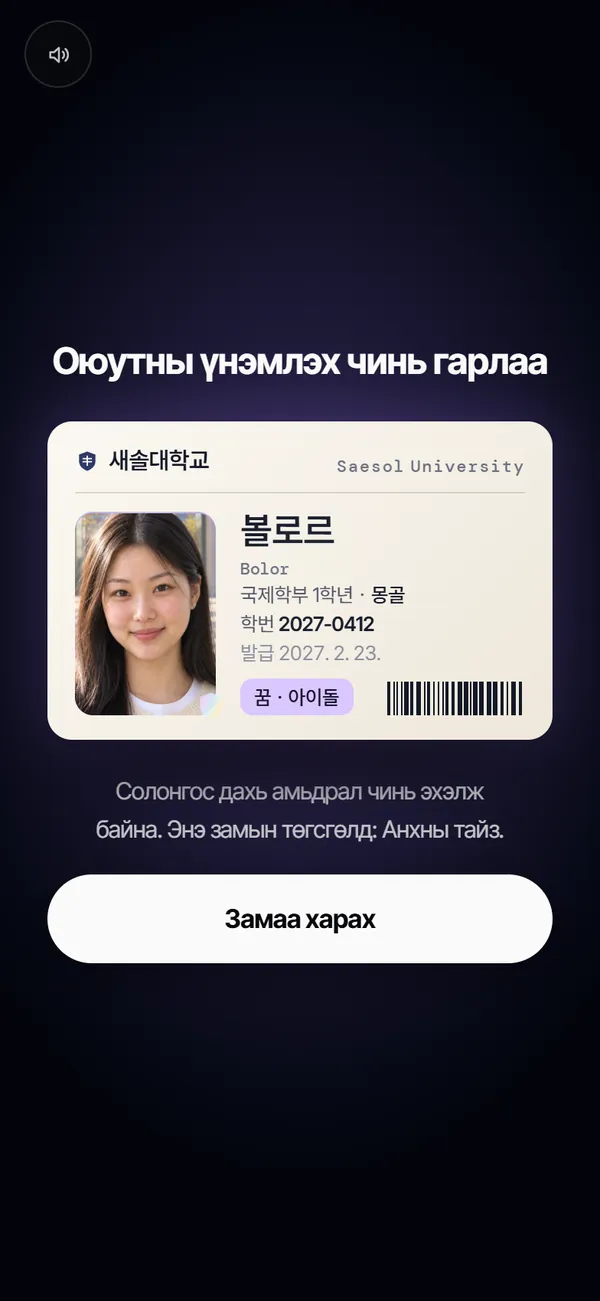 Оюутны үнэмлэх чинь гарлаа
새솔대학교
Saesol University
볼로르
Bolor
국제학부 1학년 · 몽골
학번 2027-0412
발급 2027. 2. 23.
꿈 · 아이돌
Солонгос дахь амьдрал чинь эхэлж
байна. Энэ замын төгсгөлд: Анхны тайз.
Замаа харах